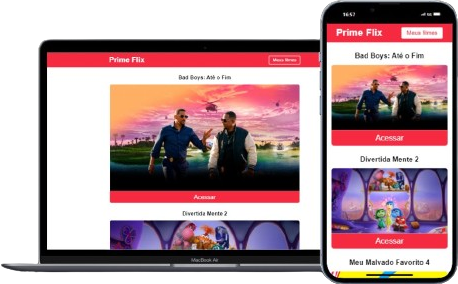 Prime Flix
Meus filmes
Bad Boys: Até o Fim
Acessar
Divertida Mente 2
MacBook Air
16:57
Prime Flix
Meus filmes
Bad Boys: Até o Fim
Acessar
Divertida Mente 2
Acessar
Meu Malvado Favorito 4